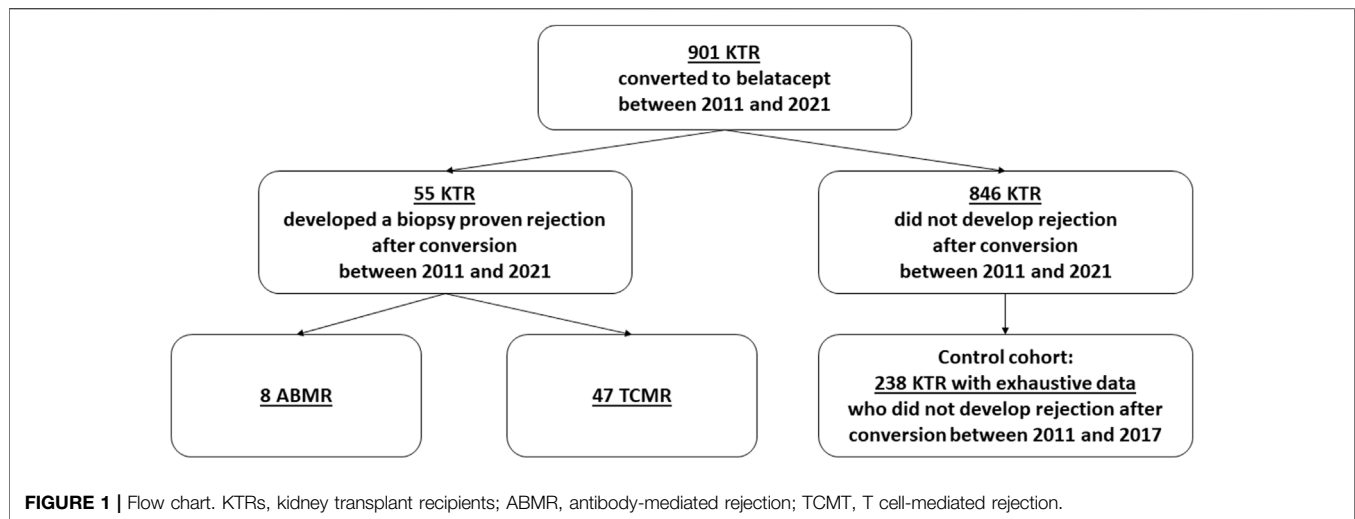 901 KTR
converted to belatacept
between 2011 and 2021
55 KTR
developed a biopsy proven rejection
after conversion
between 2011 and 2021
846 KTR
did not develop rejection
after conversion
between 2011 and 2021
8 ABMR
47 TCMR
Control cohort:
238 KTR with exhaustive data
who did not develop rejection after
conversion between 2011 and 2017
FIGURE 1 | Flow chart. KTRs, kidney transplant recipients; ABMR, antibody-mediated rejection; TCMT, T cell-mediated rejection.